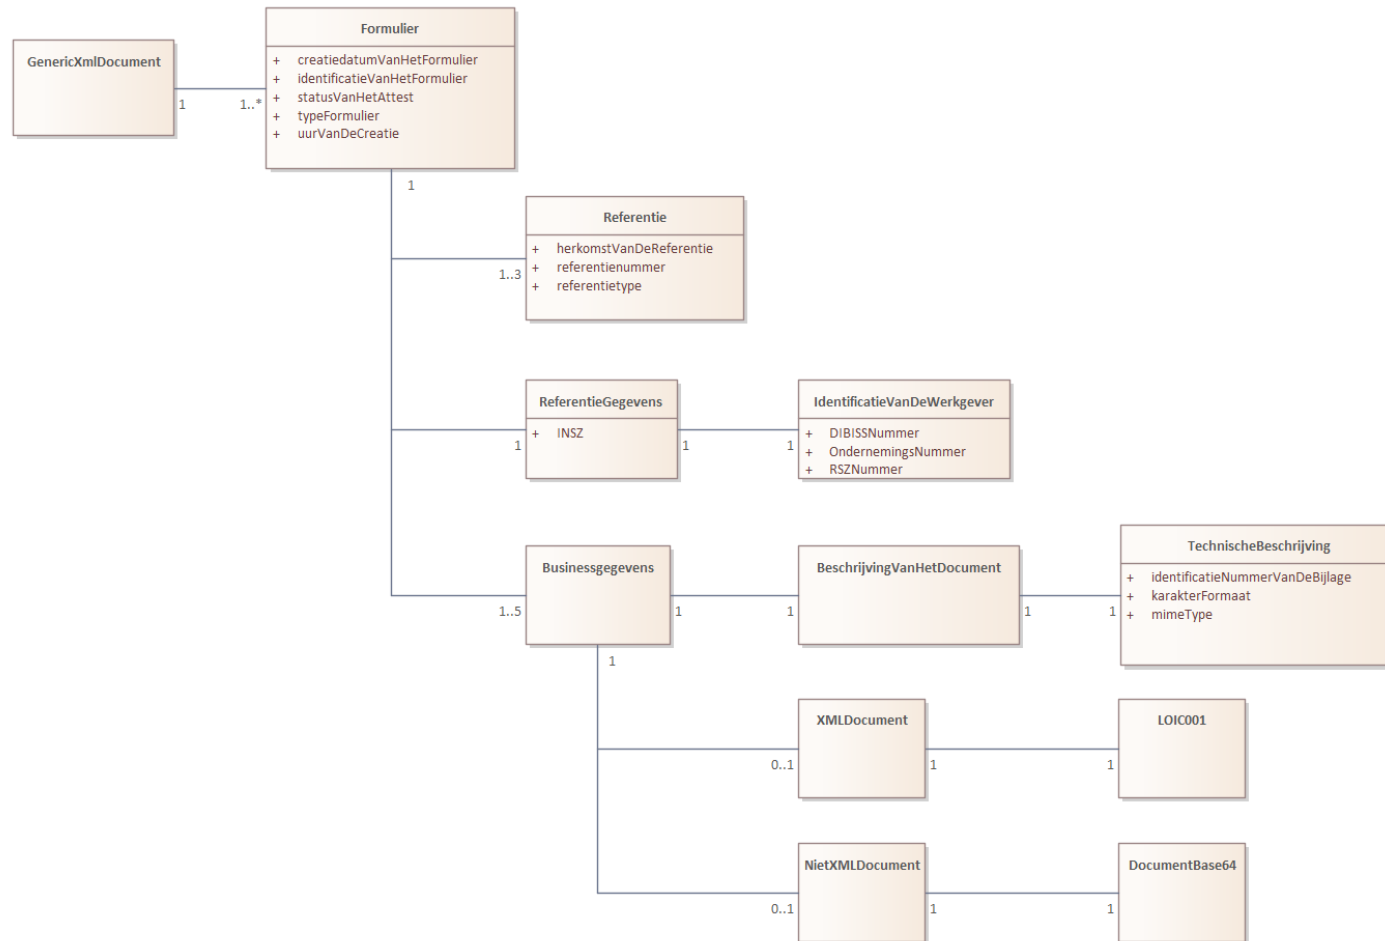 Formulier
+ creatiedatumVanHetFormulier
+ identificatieVanHetFormulier
+ statusVanHetAttest
+ typeFormulier
+ uurVanDeCreatie
GenericXmlDocument
1
1..*
1
Referentie
+ herkomstVanDeReferentie
+ referentienummer
+ referentietype
1..3
ReferentieGegevens
+ INSZ
1
1
1
IdentificatieVanDeWerkgever
+ DIBISSNummer
+ OndernemingsNummer
+ RSZNummer
Businessgegevens
1..5
1
1
1
BeschrijvingVanHetDocument
1
1
TechnischeBeschrijving
+ identificatieNummerVanDeBijlage
+ karakterFormaat
+ mimeType
XMLDocument
0..1
1
1
LOIC001
NietXMLDocument
0..1
1
1
DocumentBase64